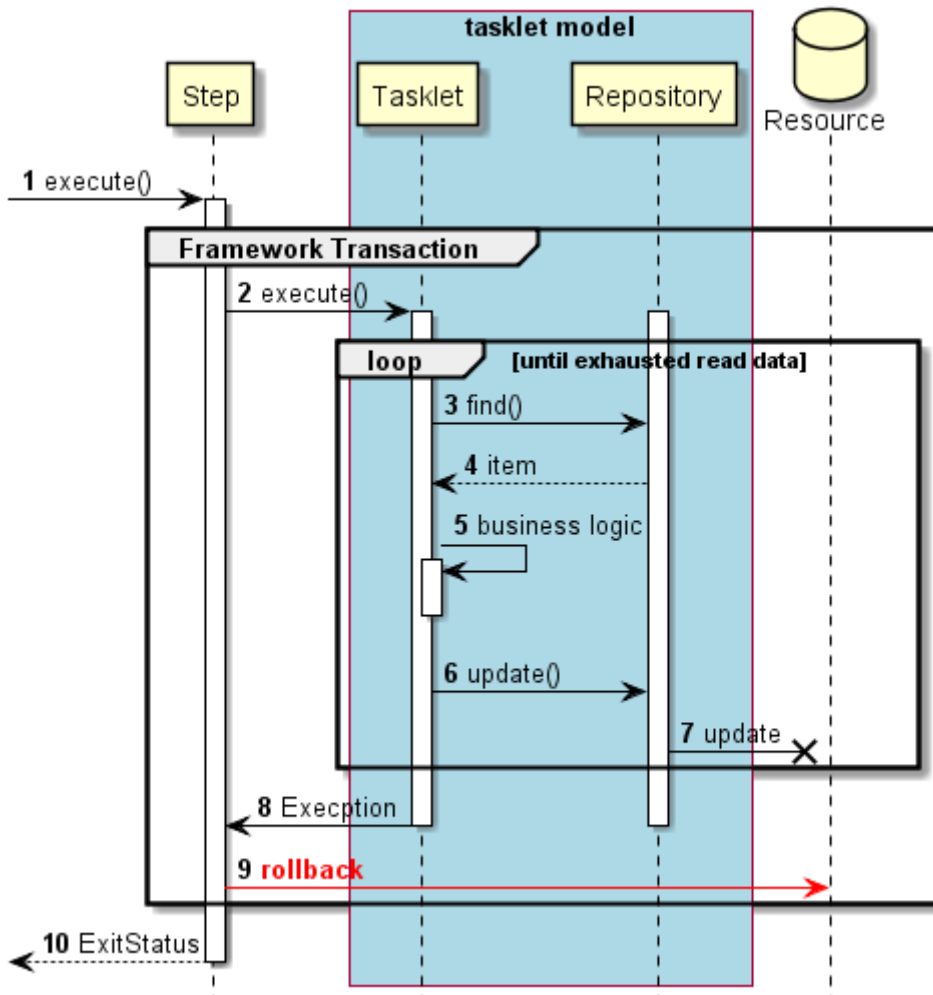 tasklet model
Step
Tasklet
Repository
Resource
1 execute()
Framework Transaction
2 execute()
loop
[until exhausted read data]
3 find()
4 item
5 business logic
6 update()
7 update
8 Execption
9 rollback
10 ExitStatus